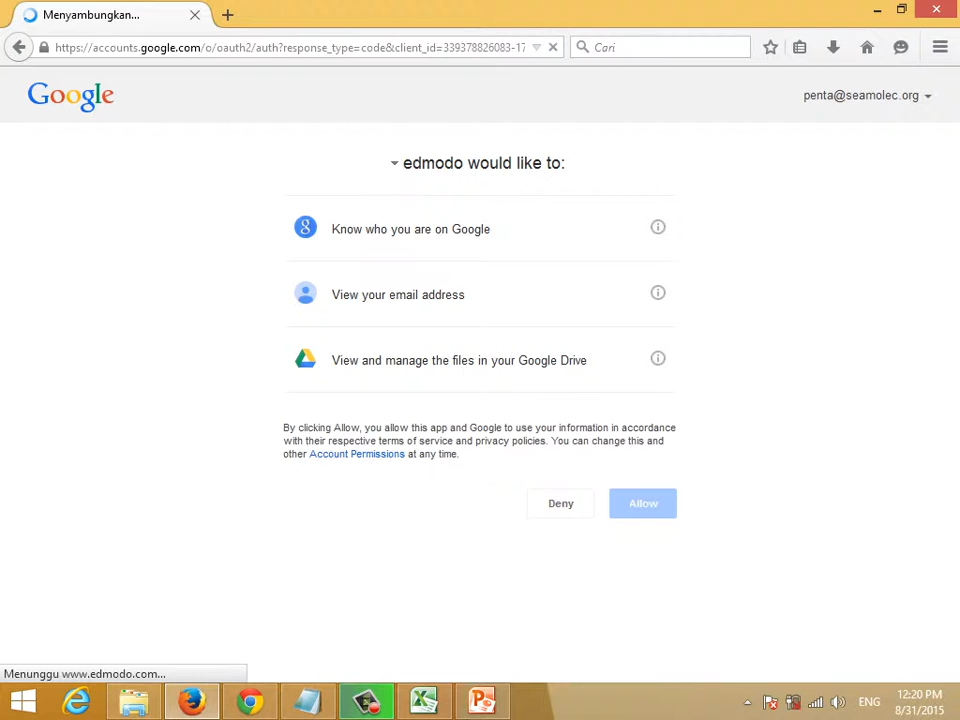 Menyambungkan...
https://accounts.google.com/o/oauth2/auth?response_type=code&client_id=339378826083-17
Cari
Google
penta@seamolec.org
edmodo would like to:
8
Know who you are on Google
View your email address
View and manage the files in your Google Drive
By clicking Allow, you allow this app and Google to use your information in accordance
with their respective terms of service and privacy policies. You can change this and
other Account Permissions at any time.
Deny
Allow
Menunggu www.edmodo.com...
ENG
12:20 PM
8/31/2015